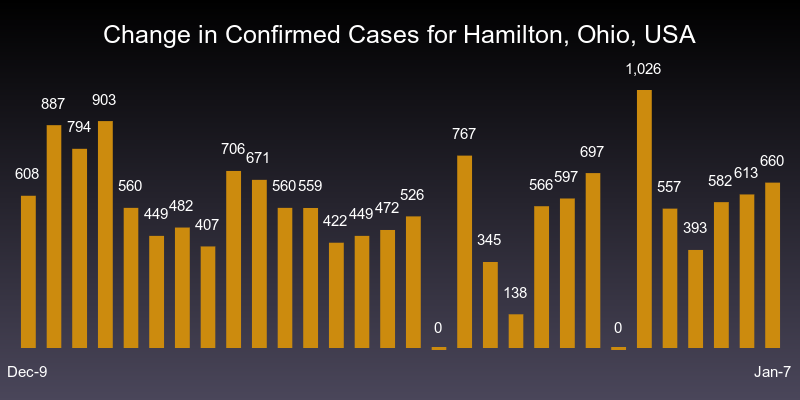 Change in Confirmed Cases for Hamilton, Ohio, USA
608 887 794 903 560 449 482 407 706 671 560 559 422 449 472 526 0 767 345 138 566 597 697 0 1,026 557 393 582 613 660
Dec-9 Jan-7